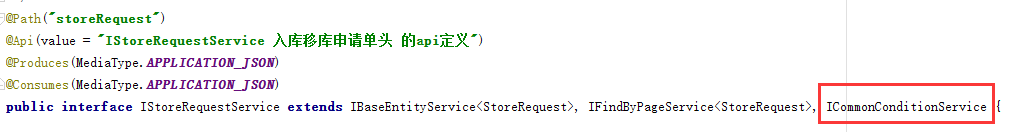 @Path("storeRequest")
@Api(value = "IStoreRequestService 入库移库申请单头 的api定义")
@Produces(MediaType.APPLICATION_JSON)
@Consumes(MediaType.APPLICATION_JSON)
public interface IStoreRequestService extends IBaseEntityService<StoreRequest>, IFindByPageService<StoreRequest>, ICommonConditionService {